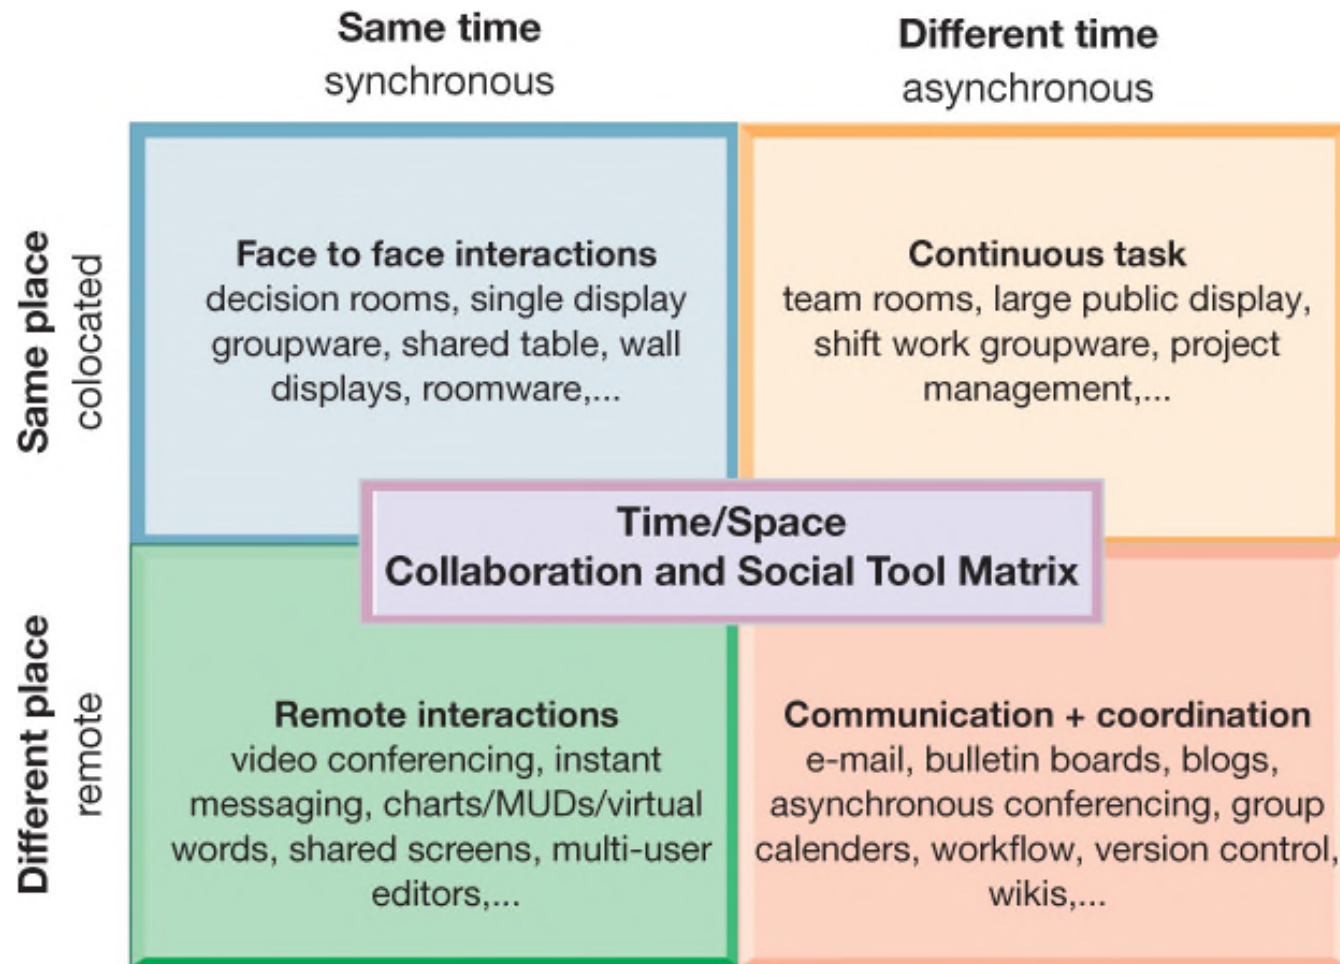 Same time
synchronous
Different time
asynchronous
Same place
colocated
Face to face interactions
decision rooms, single display
groupware, shared table, wall
displays, roomware,...
Continuous task
team rooms, large public display,
shift work groupware, project
management,...
Time/Space
Collaboration and Social Tool Matrix
Different place
remote
Remote interactions
video conferencing, instant
messaging, charts/MUDs/virtual
words, shared screens, multi-user
editors,...
Communication + coordination
e-mail, bulletin boards, blogs,
asynchronous conferencing, group
calenders, workflow, version control,
wikis,...